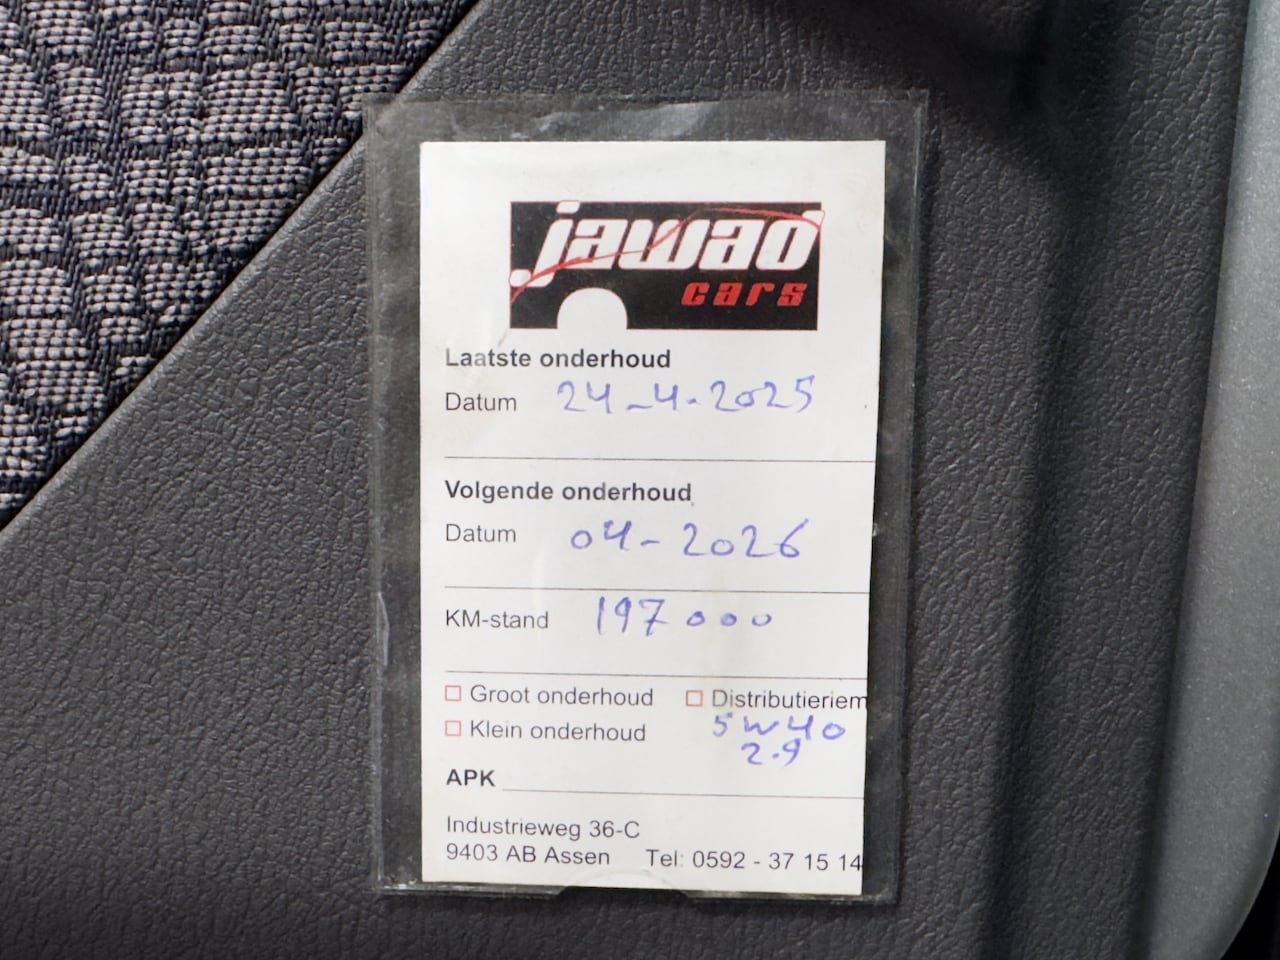 jawad
cars
Laatste onderhoud
Datum 24-4-2025
Volgende onderhoud
Datum 04-2026
KM-stand 197000
Groot onderhoud Distributieriem
Klein onderhoud 5W40
2.9
APK
Industrieweg 36-C
9403 AB Assen Tel: 0592 - 37 15 14